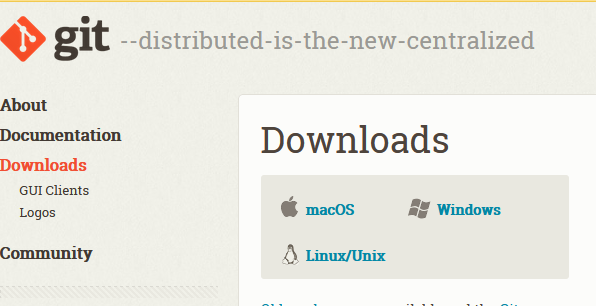 git --distributed-is-the-new-centralized
About
Documentation
Downloads
GUI Clients
Logos
Community
Downloads
macOS
Windows
Linux/Unix